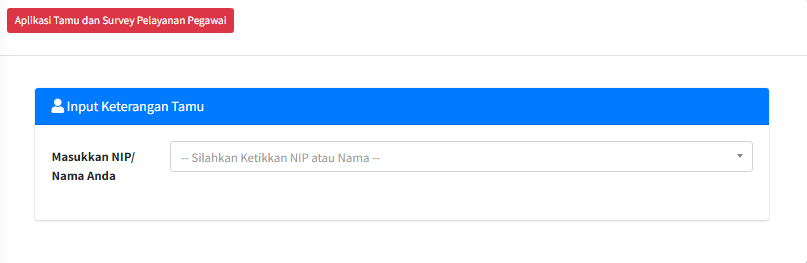 Aplikasi Tamu dan Survey Pelayanan Pegawai
Input Keterangan Tamu
Masukkan NIP/
Nama Anda
-- Silahkan Ketikkan NIP atau Nama --